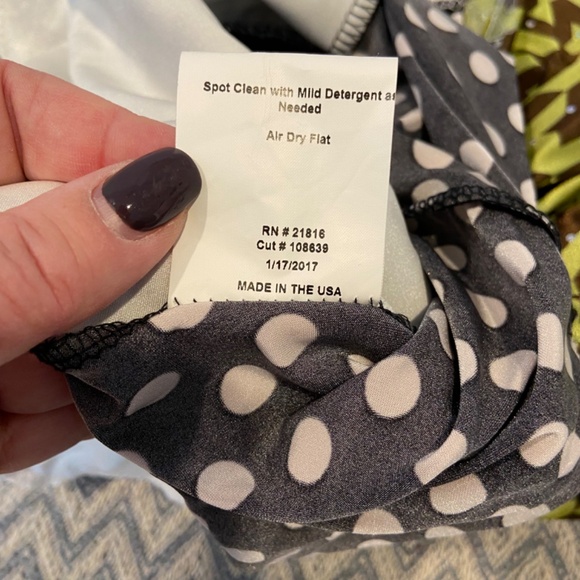 Spot Clean with Mild Detergent as
Needed
Air Dry Flat
RN # 21816
Cut # 108639
1/17/2017
MADE IN THE USA